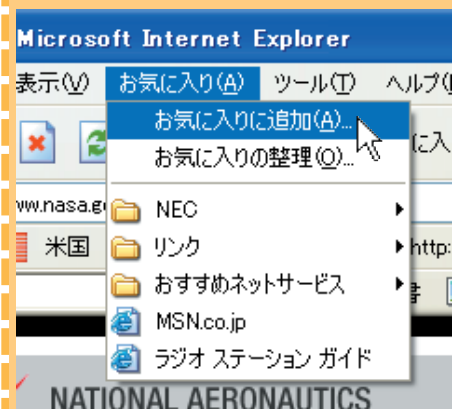 Microsoft Internet Explorer
表示(V) お気に入り(A) ツール(T) ヘルプ(
お気に入りに追加(A)...
に入
お気に入りの整理(O)...
ww.nasa.g
NEC
米国
リンク
http:
おすすめネットサービス
MSN.co.jp
ラジオ ステーション ガイド
NATIONAL AERONAUTICS